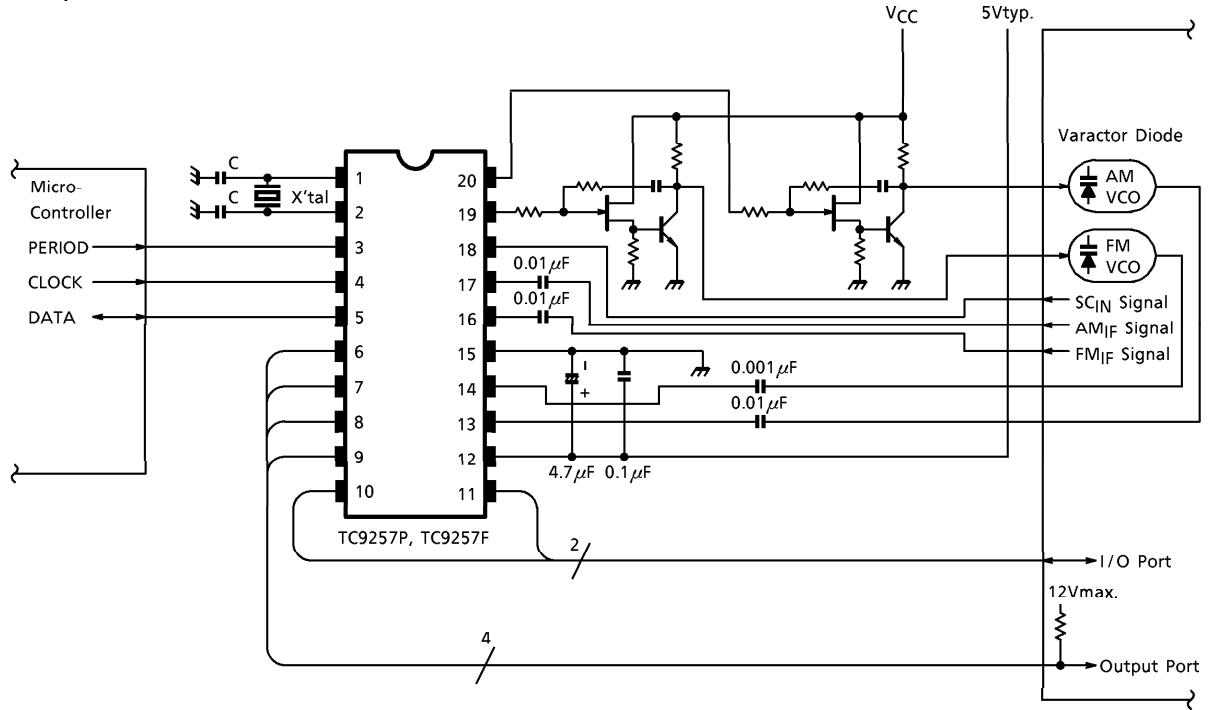 VCC
5Vtyp.
Varactor Diode
AM
VCO
FM
VCO
SCIN Signal
AMIF Signal
FMIF Signal
Micro-
Controller
PERIOD
CLOCK
DATA
C
C
X'tal
1
2
3
4
5
6
7
8
9
10
20
19
18
17
16
15
14
13
12
11
0.01μF
0.01μF
+
0.001μF
0.01μF
4.7μF
0.1μF
TC9257P, TC9257F
2
I/O Port
12Vmax.
4
Output Port